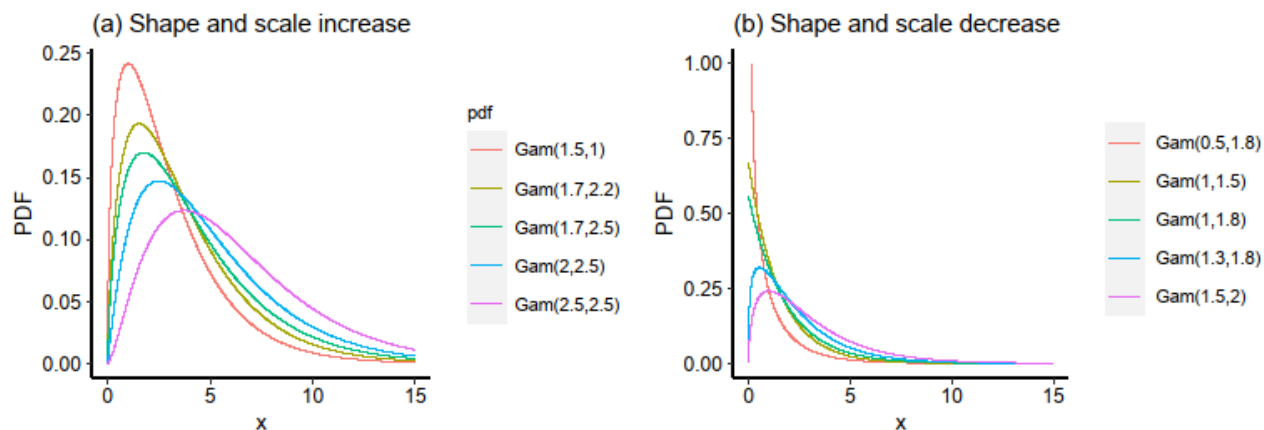 (a) Shape and scale increase
0.25
0.20
0.15
0.10
0.05
0.00
PDF
0 5 10 15
x
pdf
Gam(1.5,1)
Gam(1.7,2.2)
Gam(1.7,2.5)
Gam(2,2.5)
Gam(2.5,2.5)
(b) Shape and scale decrease
1.00
0.75
0.50
0.25
0.00
PDF
0 5 10 15
x
Gam(0.5,1.8)
Gam(1,1.5)
Gam(1,1.8)
Gam(1.3,1.8)
Gam(1.5,2)